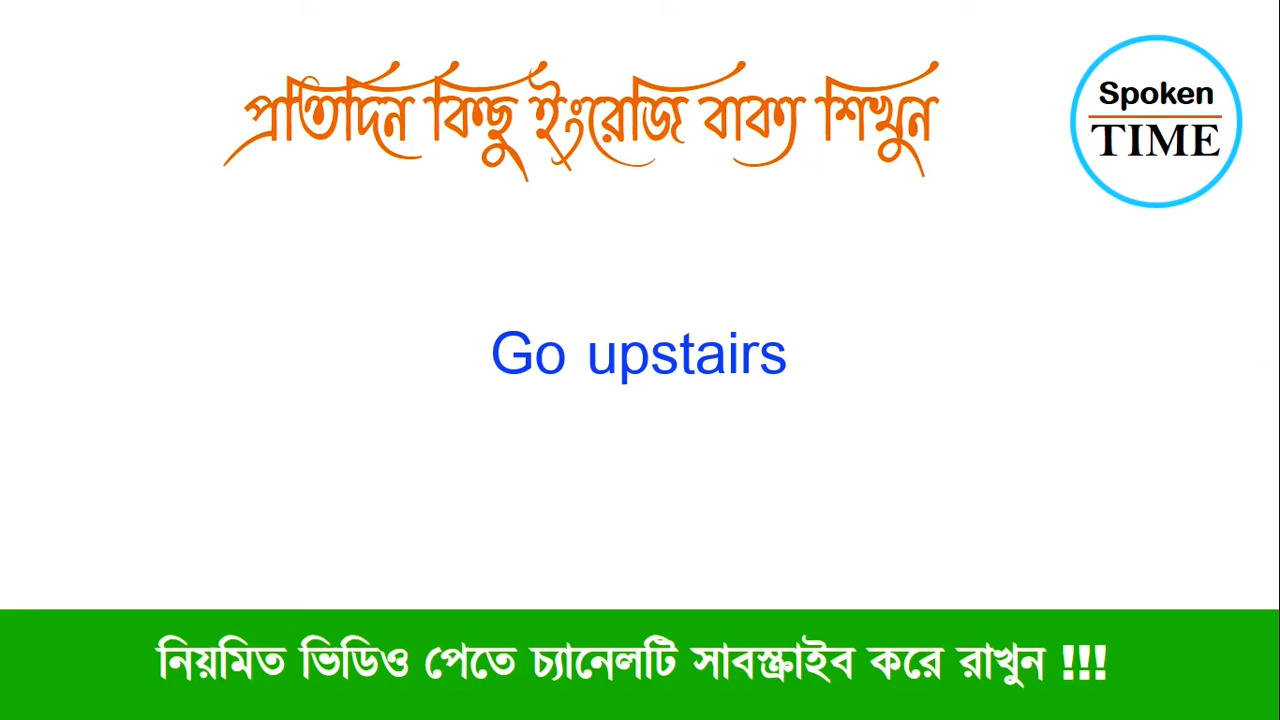 প্রতিদিন কিছু ইংরেজি বাক্য শিখুন
Spoken
TIME
Go upstairs
নিয়মিত ভিডিও পেতে চ্যানেলটি সাবস্ক্রাইব করে রাখুন !!!